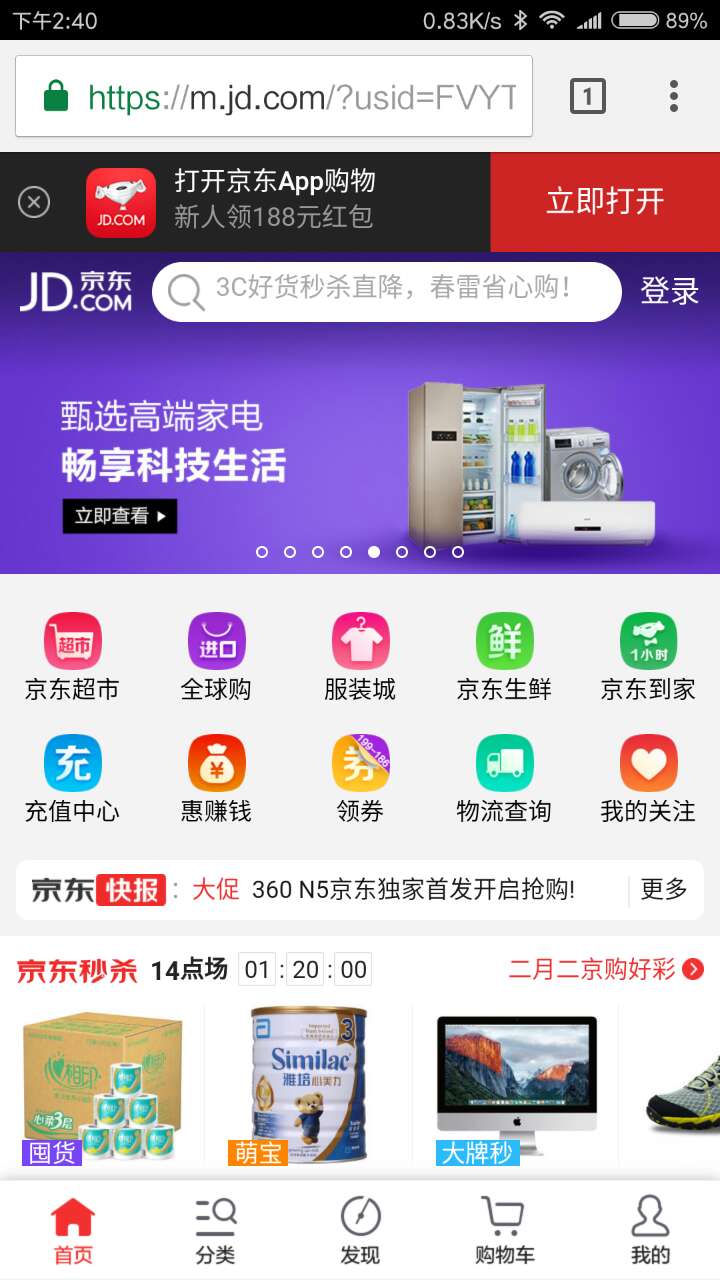 下午2:40
0.83K/s
89%
https://m.jd.com/?usid=FVYT
1
JD.COM
打开京东App购物
新人领188元红包
立即打开
JD京东.COM
3C好货秒杀直降，春雷省心购！
登录
甄选高端家电
畅享科技生活
立即查看
超市
进口
鲜
1小时
京东超市
全球购
服装城
京东生鲜
京东到家
充
¥
券
199-186
充值中心
惠赚钱
领券
物流查询
我的关注
京东快报：
大促
360 N5京东独家首发开启抢购!
更多
京东秒杀
14点场
01:20:00
二月二京购好彩
心相印
心柔3层
囤货
3
Similac
雅培 心美力
萌宝
大牌秒
首页
分类
发现
购物车
我的